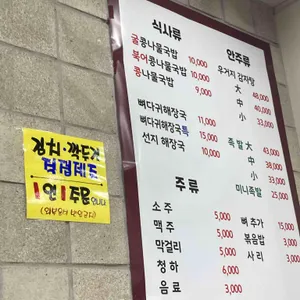 식사류
굴콩나물국밥 10,000
북어콩나물국밥 10,000
콩나물국밥 9,000
뼈다귀해장국 11,000
뼈다귀해장국특 15,000
선지 해장국 10,000
안주류
우거지 감자탕
大 48,000
中 40,000
小 33,000
족발 大 43,000
中 38,000
小 33,000
미니족발 25,000
주류
소주 5,000
맥주 5,000
막걸리 5,000
청하 6,000
음료 3,000
뼈 추가 15,000
볶음밥 3,000
사리 3,000
김치·깍두기
1인 1주문